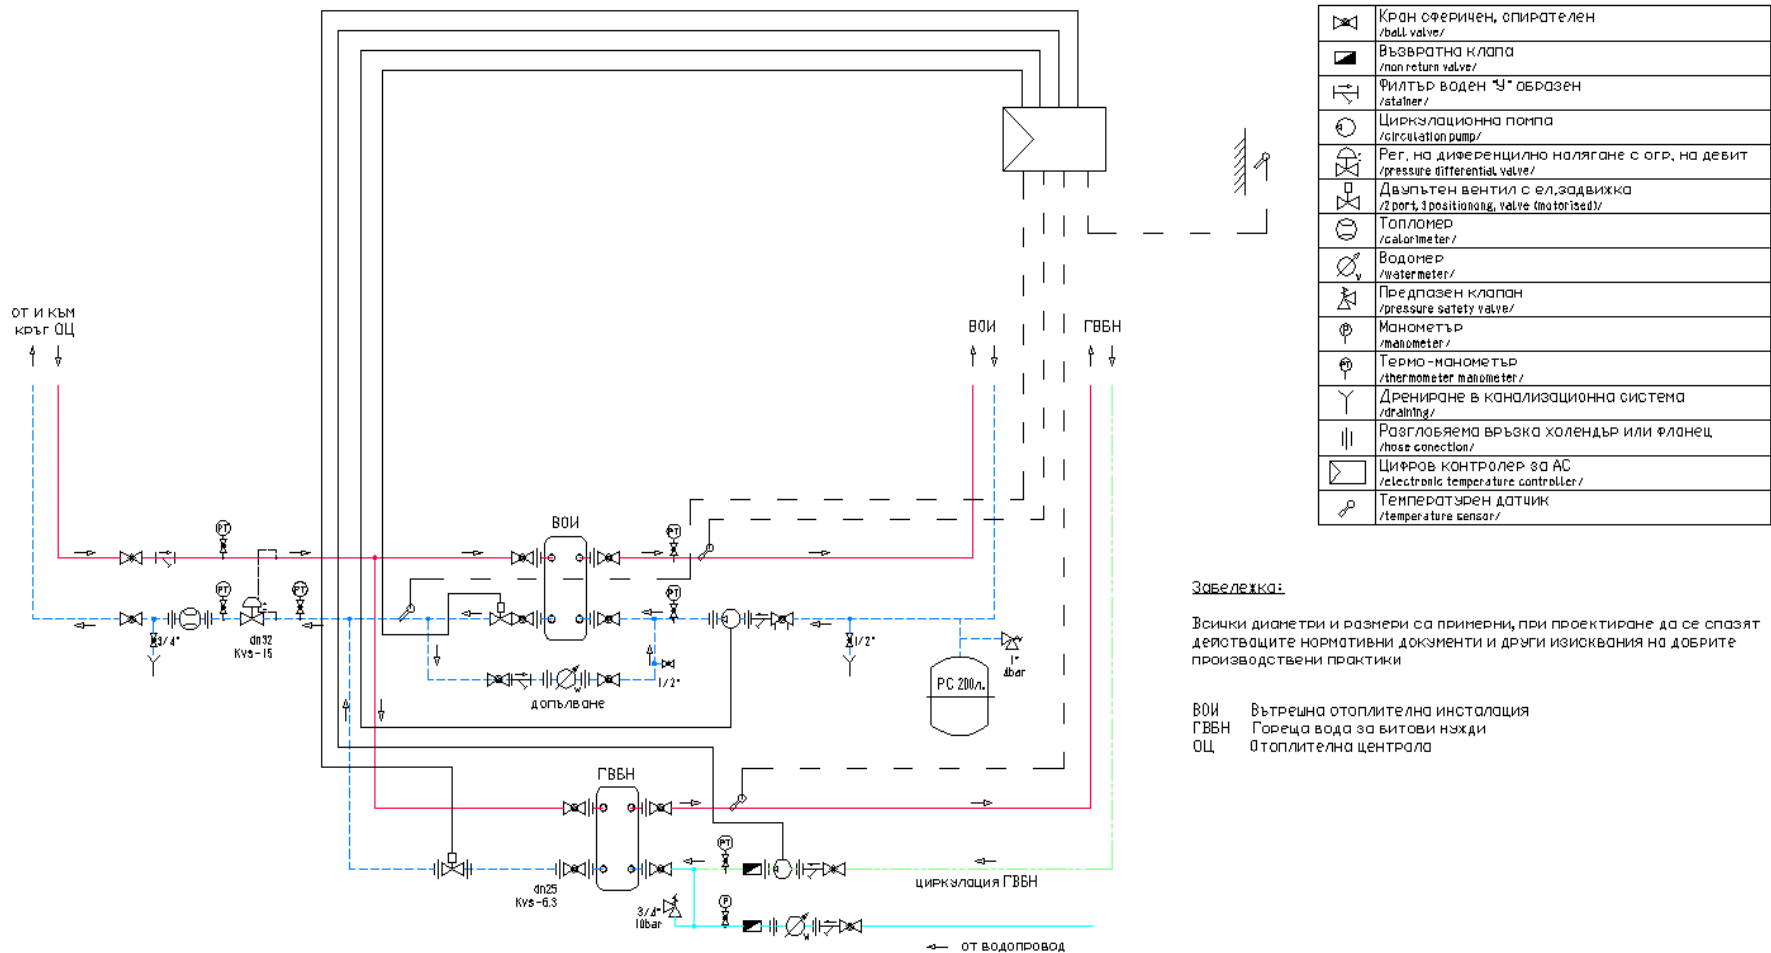 Кран сферичен, спирателен
/ball valve/
Възвратна клапа
/non return valve/
Филтър воден "У" образен
/stainer/
Циркулационна помпа
/circulation pump/
Рег. на диференцилно налягане с огр. на дебит
/pressure differential valve/
Двупътен вентил с ел.задвижка
/2 port, 3 positionang, valve (motorised)/
Топломер
/calorimeter/
Водомер
/watermeter/
Предпазен клапан
/pressure safety valve/
Манометър
/manometer/
Термо-манометър
/thermometer manometer/
Дрениране в канализационна система
/draining/
Разглобяема връзка холендър или фланец
/hose conection/
Цифров контролер за АС
/electronic temperature controller/
Температурен датчик
/temperature sensor/
P
PT
V
ОТ И КЪМ
КРЪГ ОЦ
ВОИ
ГВБН
PT
ВОИ
PT
PT
PT
PT
3/4"
dn32
Kvs-15
1/2"
1/2"
1"
4bar
W
допълване
РС 200л.
ГВБН
dn25
Kvs-6.3
PT
P
3/4"
10bar
W
циркулация ГВБН
от водопровод
Забележка:
Всички диаметри и размери са примерни, при проектиране да се спазят
действащите нормативни документи и други изисквания на добрите
производствени практики
ВОИ Вътрешна отоплителна инсталация
ГВБН Гореща вода за битови нужди
ОЦ Отоплителна централа